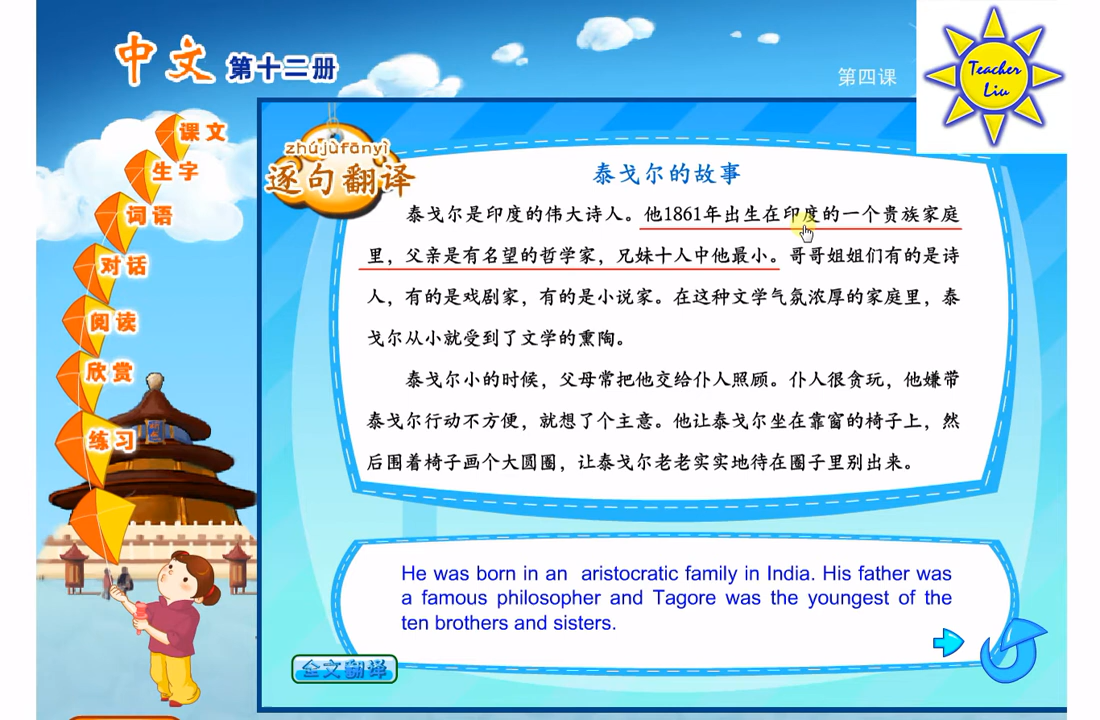 中文 第十二册
第四课
Teacher
Liu
课文
生字
词语
对话
阅读
欣赏
练习
zhújùfānyì
逐句翻译
泰戈尔的故事
泰戈尔是印度的伟大诗人。他1861年出生在印度的一个贵族家庭
里，父亲是有名望的哲学家，兄妹十人中他最小。哥哥姐姐们有的是诗
人，有的是戏剧家，有的是小说家。在这种文学气氛浓厚的家庭里，泰
戈尔从小就受到了文学的熏陶。
泰戈尔小的时候，父母常把他交给仆人照顾。仆人很贪玩，他嫌带
泰戈尔行动不方便，就想了个主意。他让泰戈尔坐在靠窗的椅子上，然
后围着椅子画个大圆圈，让泰戈尔老老实实地待在圈子里别出来。
He was born in an aristocratic family in India. His father was
a famous philosopher and Tagore was the youngest of the
ten brothers and sisters.
全文翻译